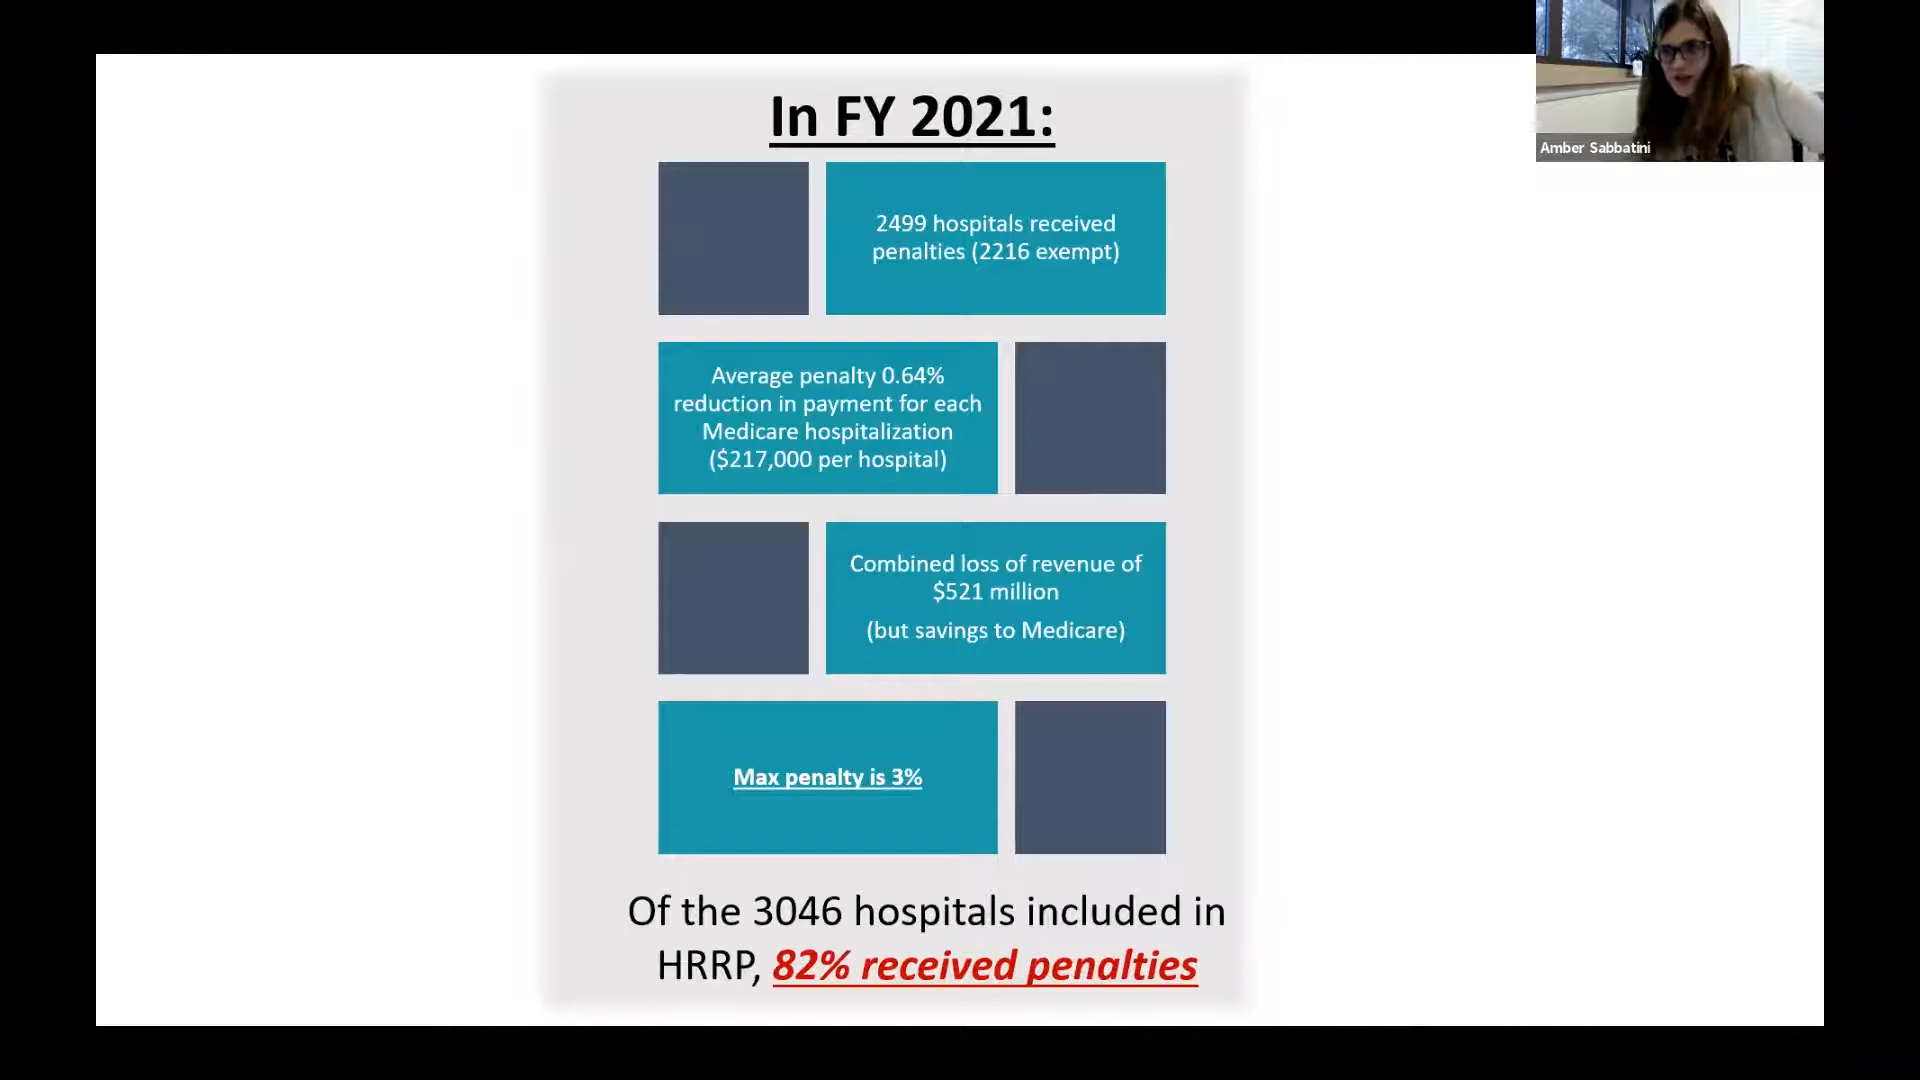 In FY 2021:
2499 hospitals received
penalties (2216 exempt)
Average penalty 0.64%
reduction in payment for each
Medicare hospitalization
($217,000 per hospital)
Combined loss of revenue of
$521 million
(but savings to Medicare)
Max penalty is 3%
Of the 3046 hospitals included in
HRRP, 82% received penalties
Amber Sabbatini